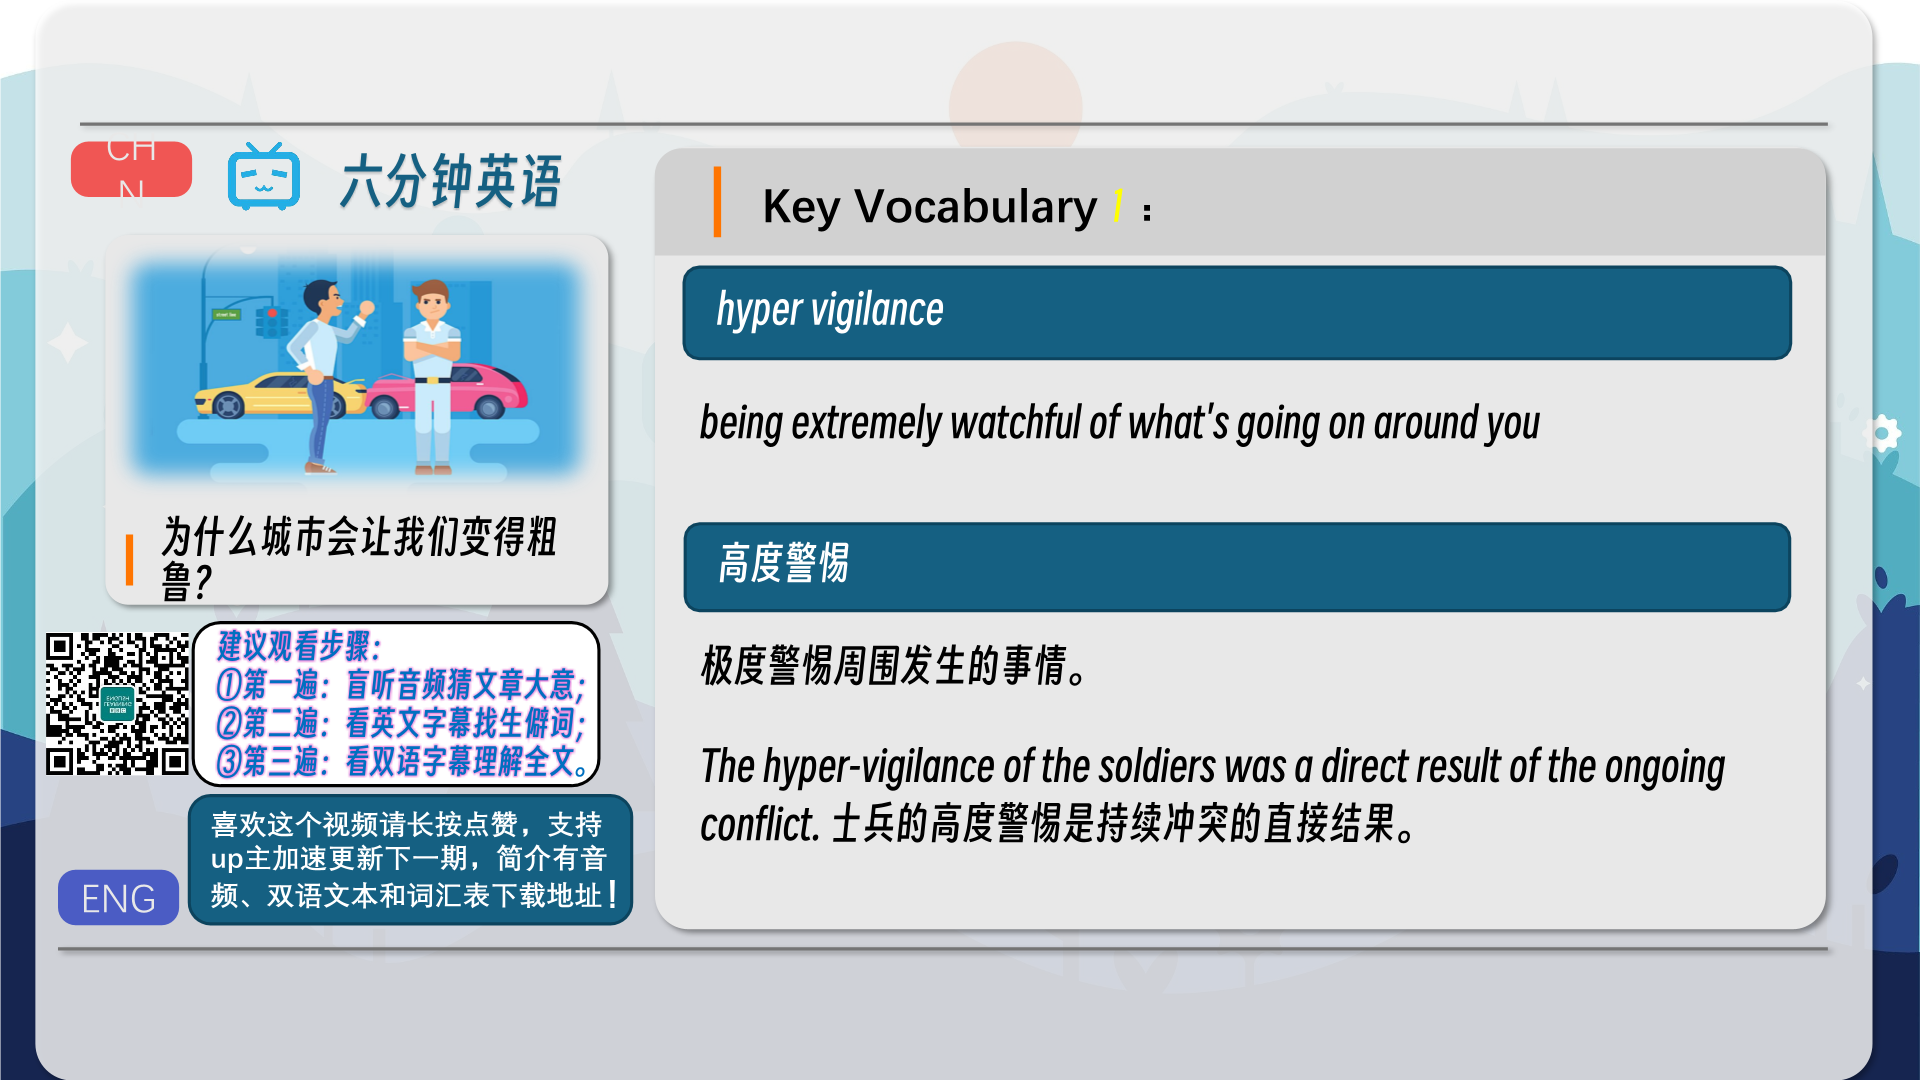 CH
N
六分钟英语
为什么城市会让我们变得粗
鲁？
建议观看步骤：
①第一遍：盲听音频猜文章大意；
②第二遍：看英文字幕找生僻词；
③第三遍：看双语字幕理解全文。
喜欢这个视频请长按点赞，支持
up主加速更新下一期，简介有音
频、双语文本和词汇表下载地址！
ENG
Key Vocabulary 1：
hyper vigilance
being extremely watchful of what's going on around you
高度警惕
极度警惕周围发生的事情。
The hyper-vigilance of the soldiers was a direct result of the ongoing
conflict. 士兵的高度警惕是持续冲突的直接结果。